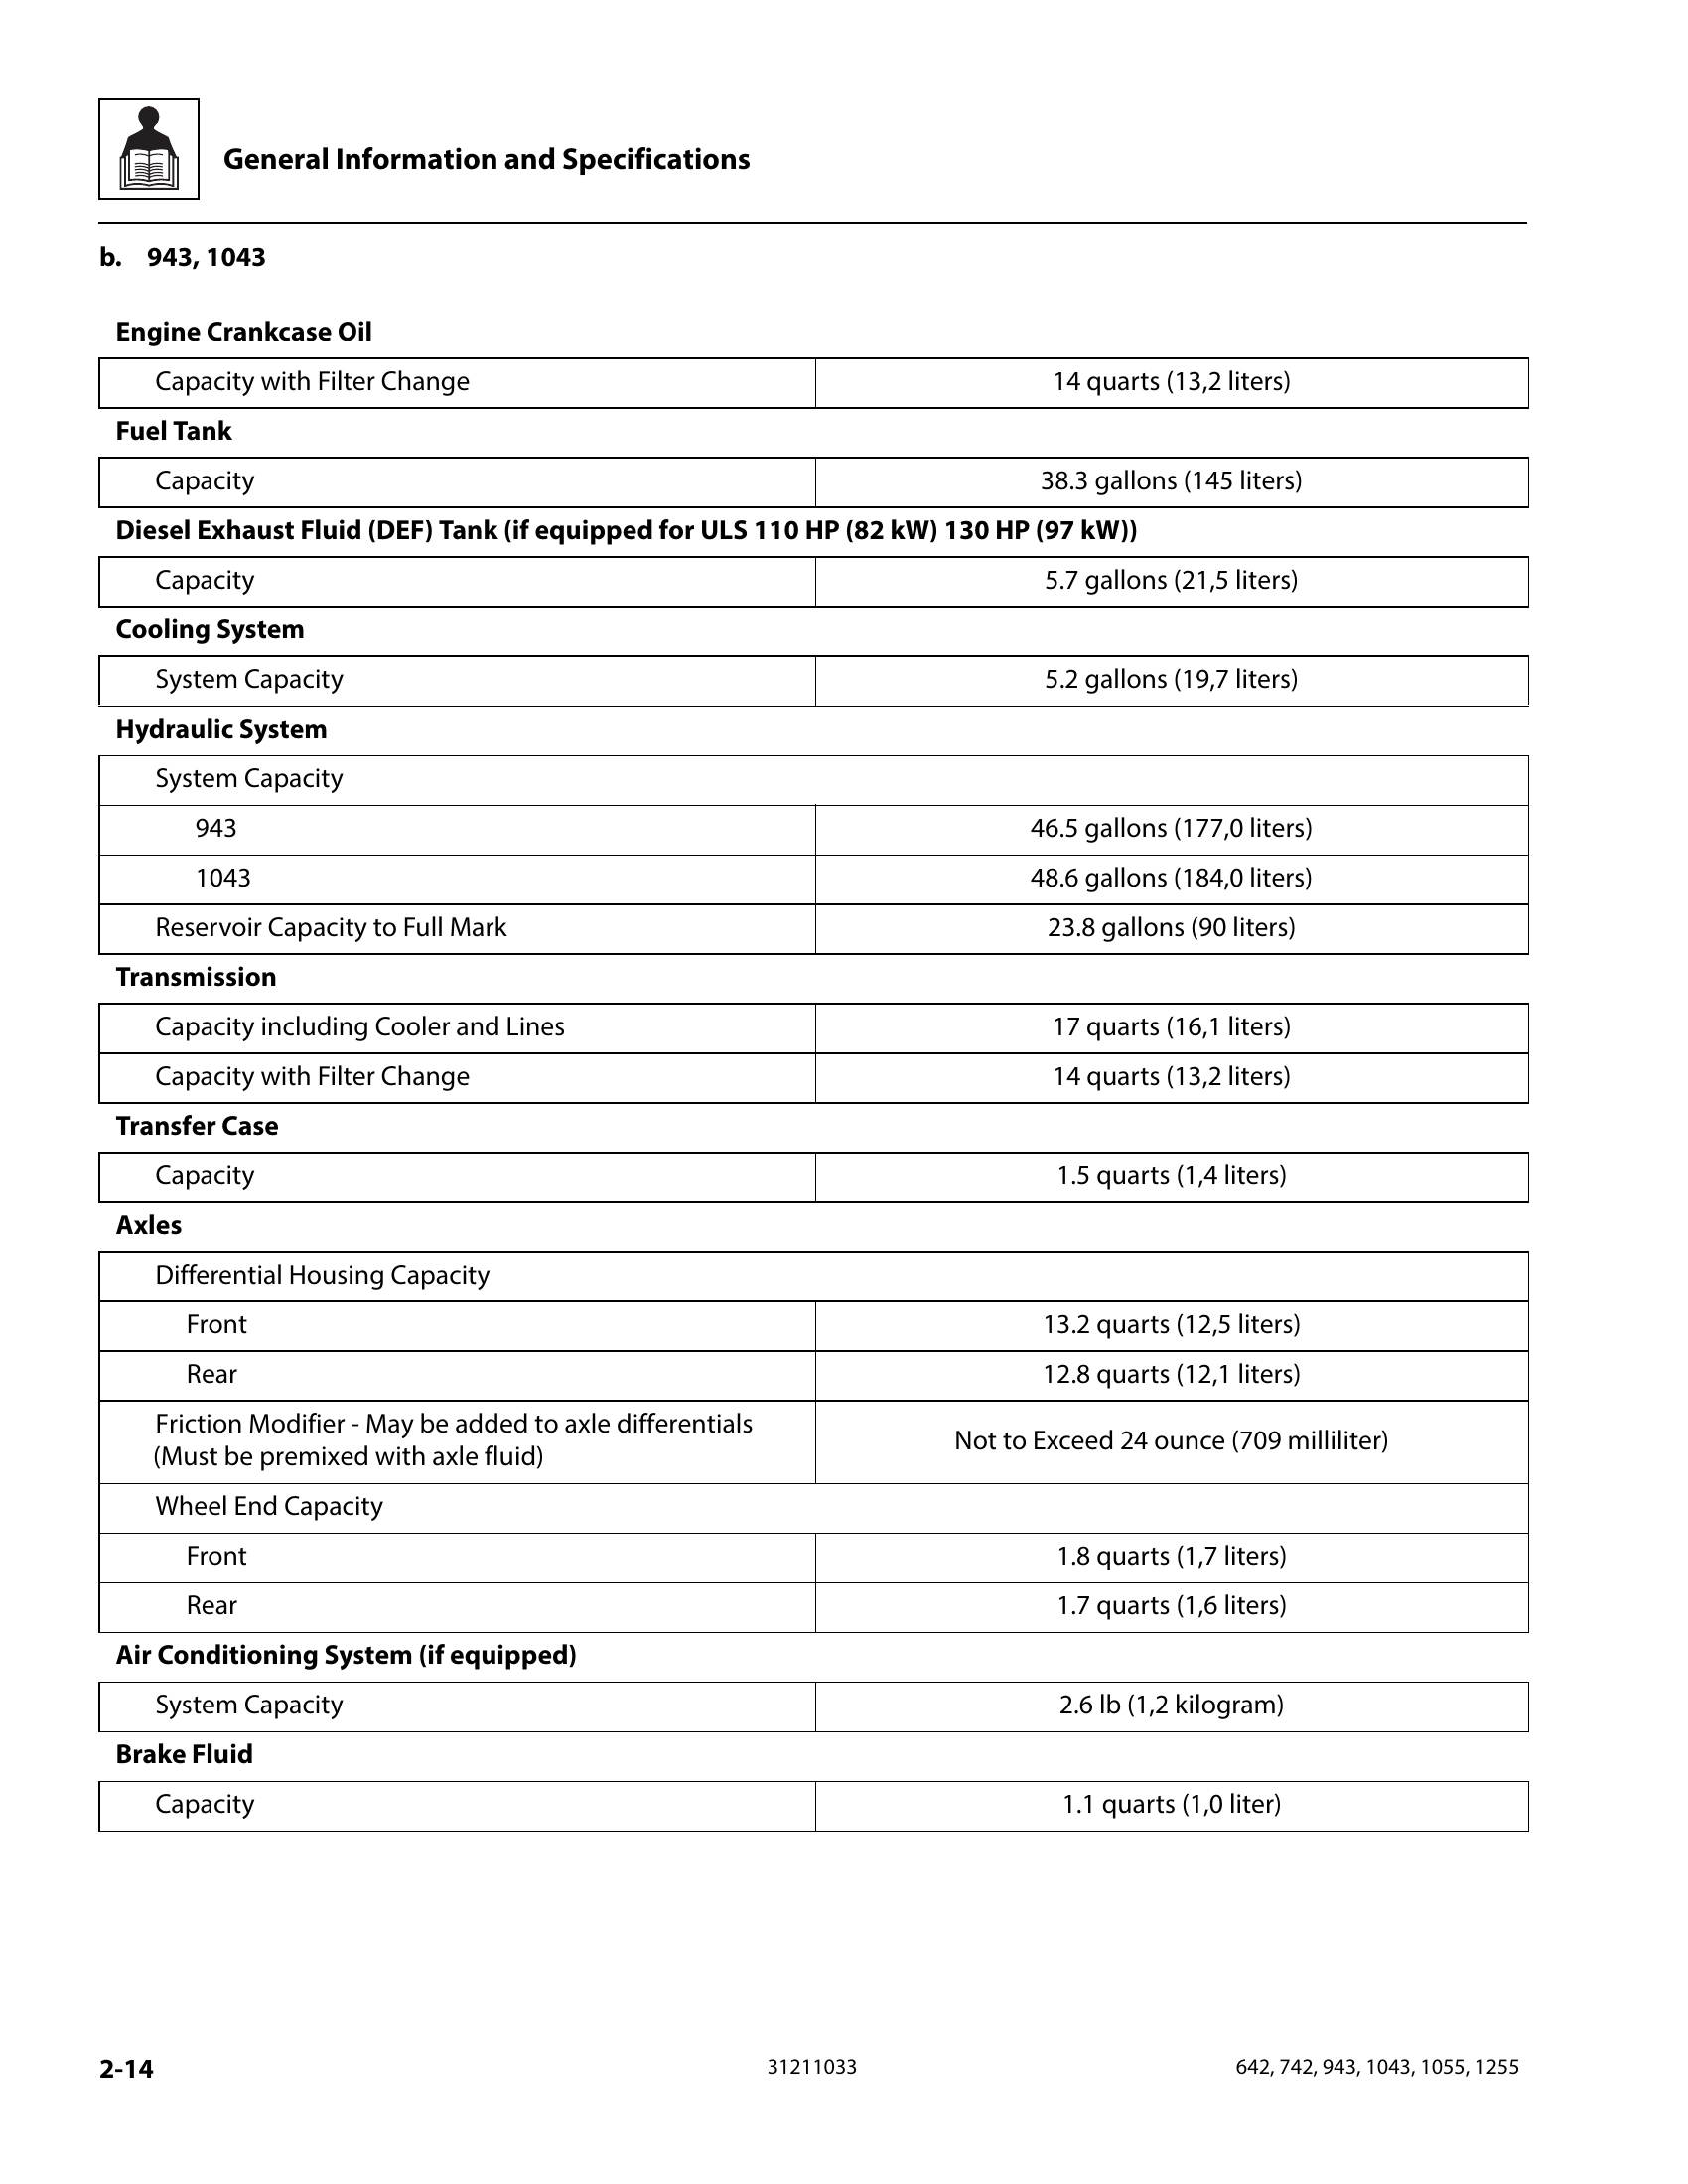 General Information and Specifications
b. 943, 1043
Engine Crankcase Oil
Capacity with Filter Change 14 quarts (13,2 liters)
Fuel Tank
Capacity 38.3 gallons (145 liters)
Diesel Exhaust Fluid (DEF) Tank (if equipped for ULS 110 HP (82 kW) 130 HP (97 kW))
Capacity 5.7 gallons (21,5 liters)
Cooling System
System Capacity 5.2 gallons (19,7 liters)
Hydraulic System
System Capacity
943 46.5 gallons (177,0 liters)
1043 48.6 gallons (184,0 liters)
Reservoir Capacity to Full Mark 23.8 gallons (90 liters)
Transmission
Capacity including Cooler and Lines 17 quarts (16,1 liters)
Capacity with Filter Change 14 quarts (13,2 liters)
Transfer Case
Capacity 1.5 quarts (1,4 liters)
Axles
Differential Housing Capacity
Front 13.2 quarts (12,5 liters)
Rear 12.8 quarts (12,1 liters)
Friction Modifier - May be added to axle differentials
(Must be premixed with axle fluid) Not to Exceed 24 ounce (709 milliliter)
Wheel End Capacity
Front 1.8 quarts (1,7 liters)
Rear 1.7 quarts (1,6 liters)
Air Conditioning System (if equipped)
System Capacity 2.6 lb (1,2 kilogram)
Brake Fluid
Capacity 1.1 quarts (1,0 liter)
2-14 31211033 642, 742, 943, 1043, 1055, 1255